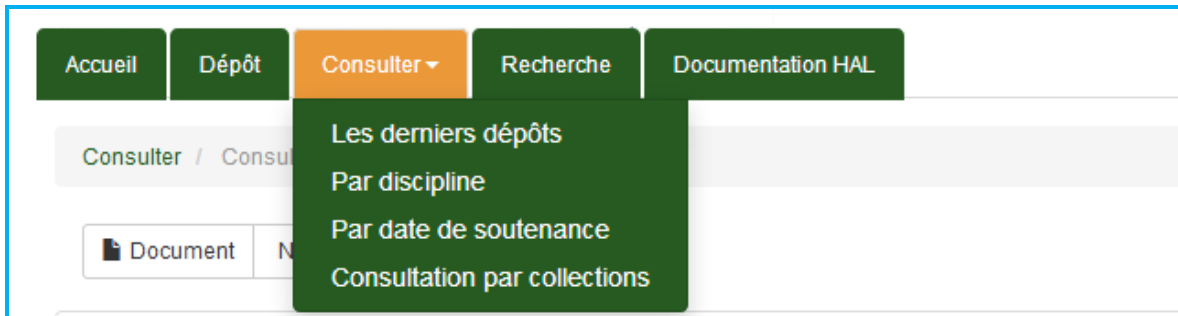 Accueil Dépôt Consulter Recherche Documentation HAL
Les derniers dépôts
Consulter / Consul
Par discipline
Par date de soutenance
Document N
Consultation par collections